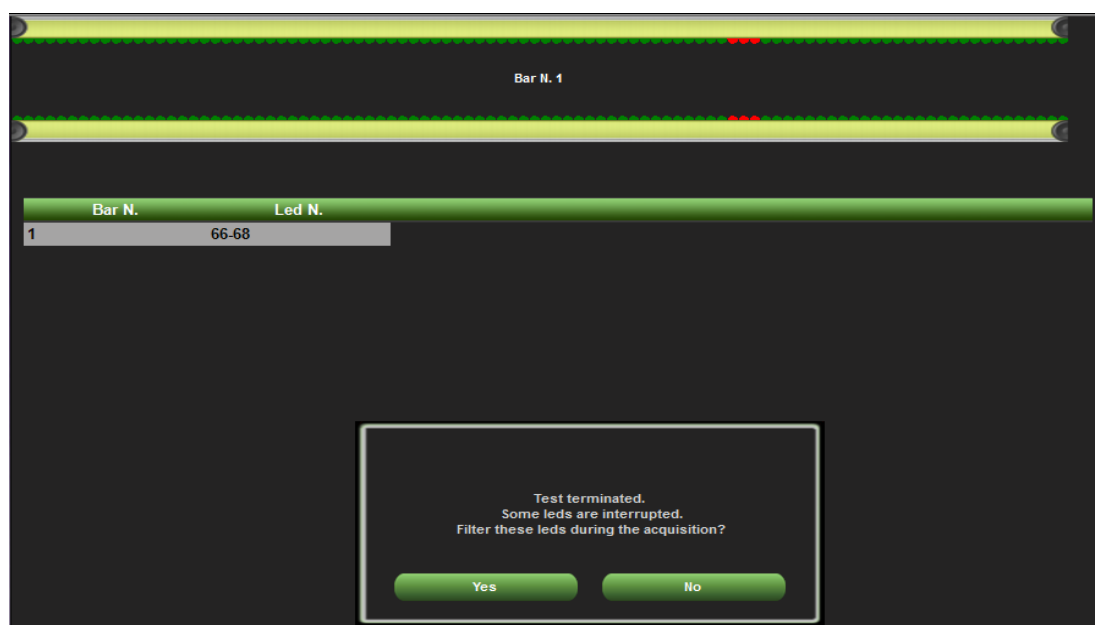 Bar N. 1
Bar N. Led N.
1 66-68
Test terminated.
Some leds are interrupted.
Filter these leds during the acquisition?
Yes No